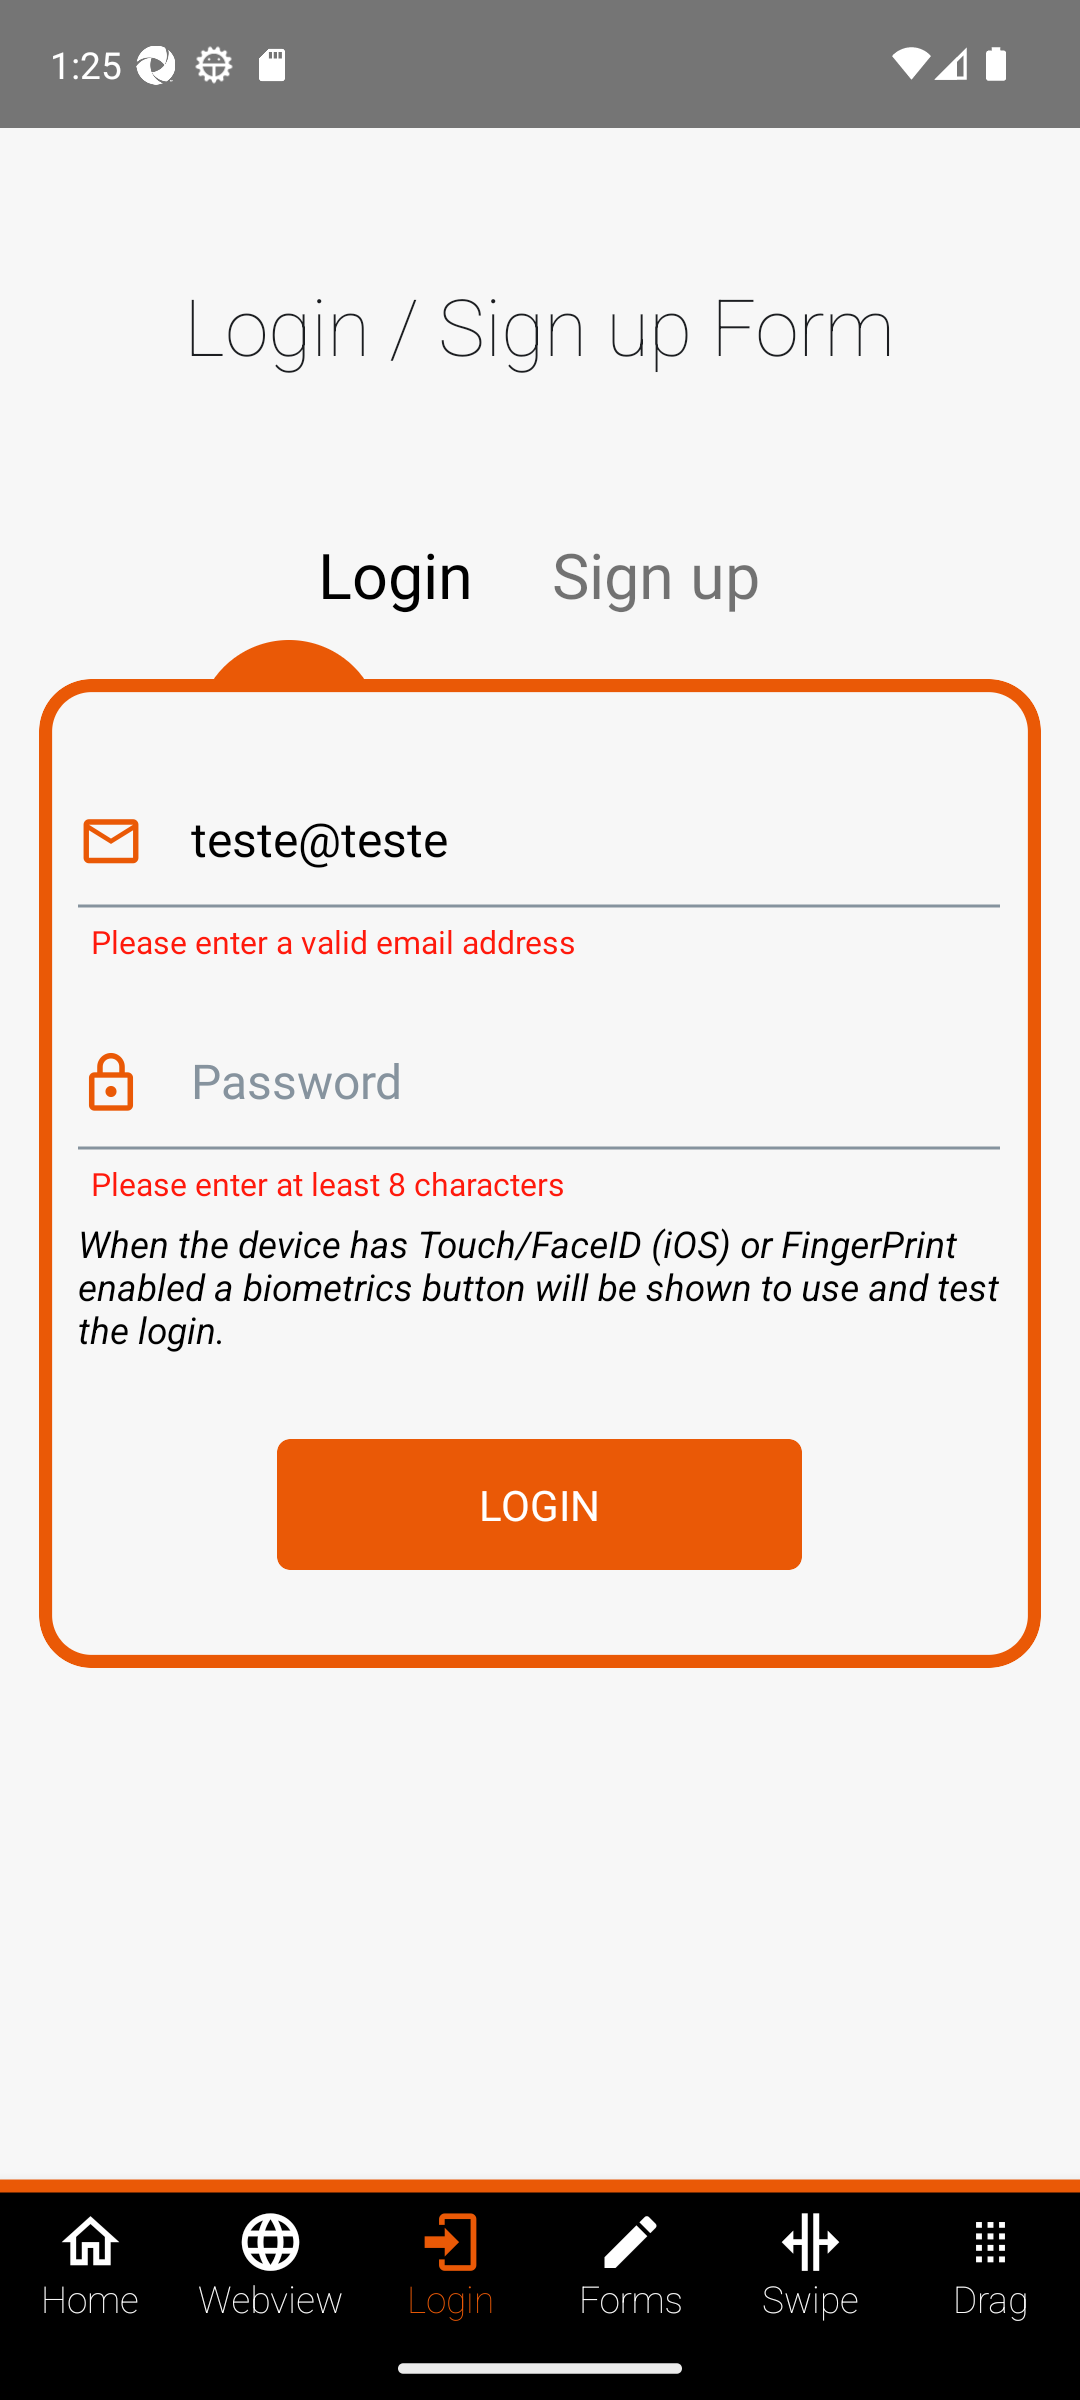 1:25
Login / Sign up Form
Login Sign up
teste@teste
Please enter a valid email address
Password
Please enter at least 8 characters
When the device has Touch/FaceID (iOS) or FingerPrint
enabled a biometrics button will be shown to use and test
the login.
LOGIN
Home Webview Login Forms Swipe Drag